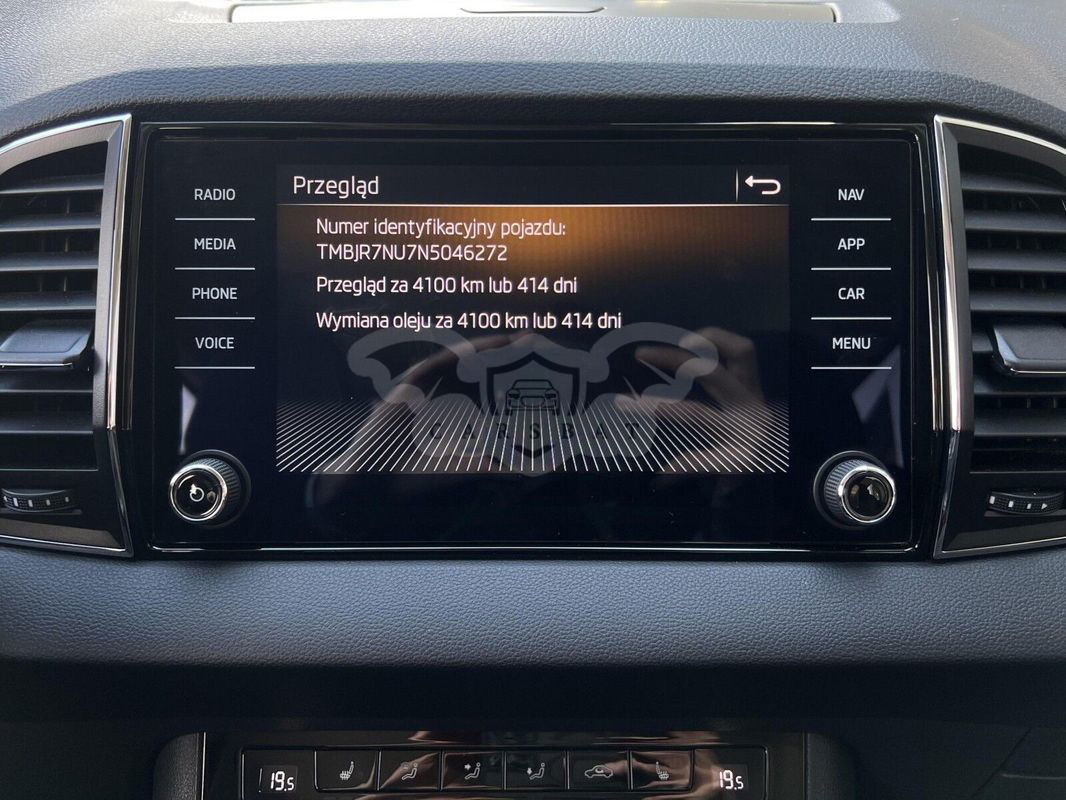 Przegląd
RADIO
MEDIA
PHONE
VOICE
Numer identyfikacyjny pojazdu:
TMBJR7NU7N5046272
Przegląd za 4100 km lub 414 dni
Wymiana oleju za 4100 km lub 414 dni
CARSBAT
NAV
APP
CAR
MENU
19.5
19.5